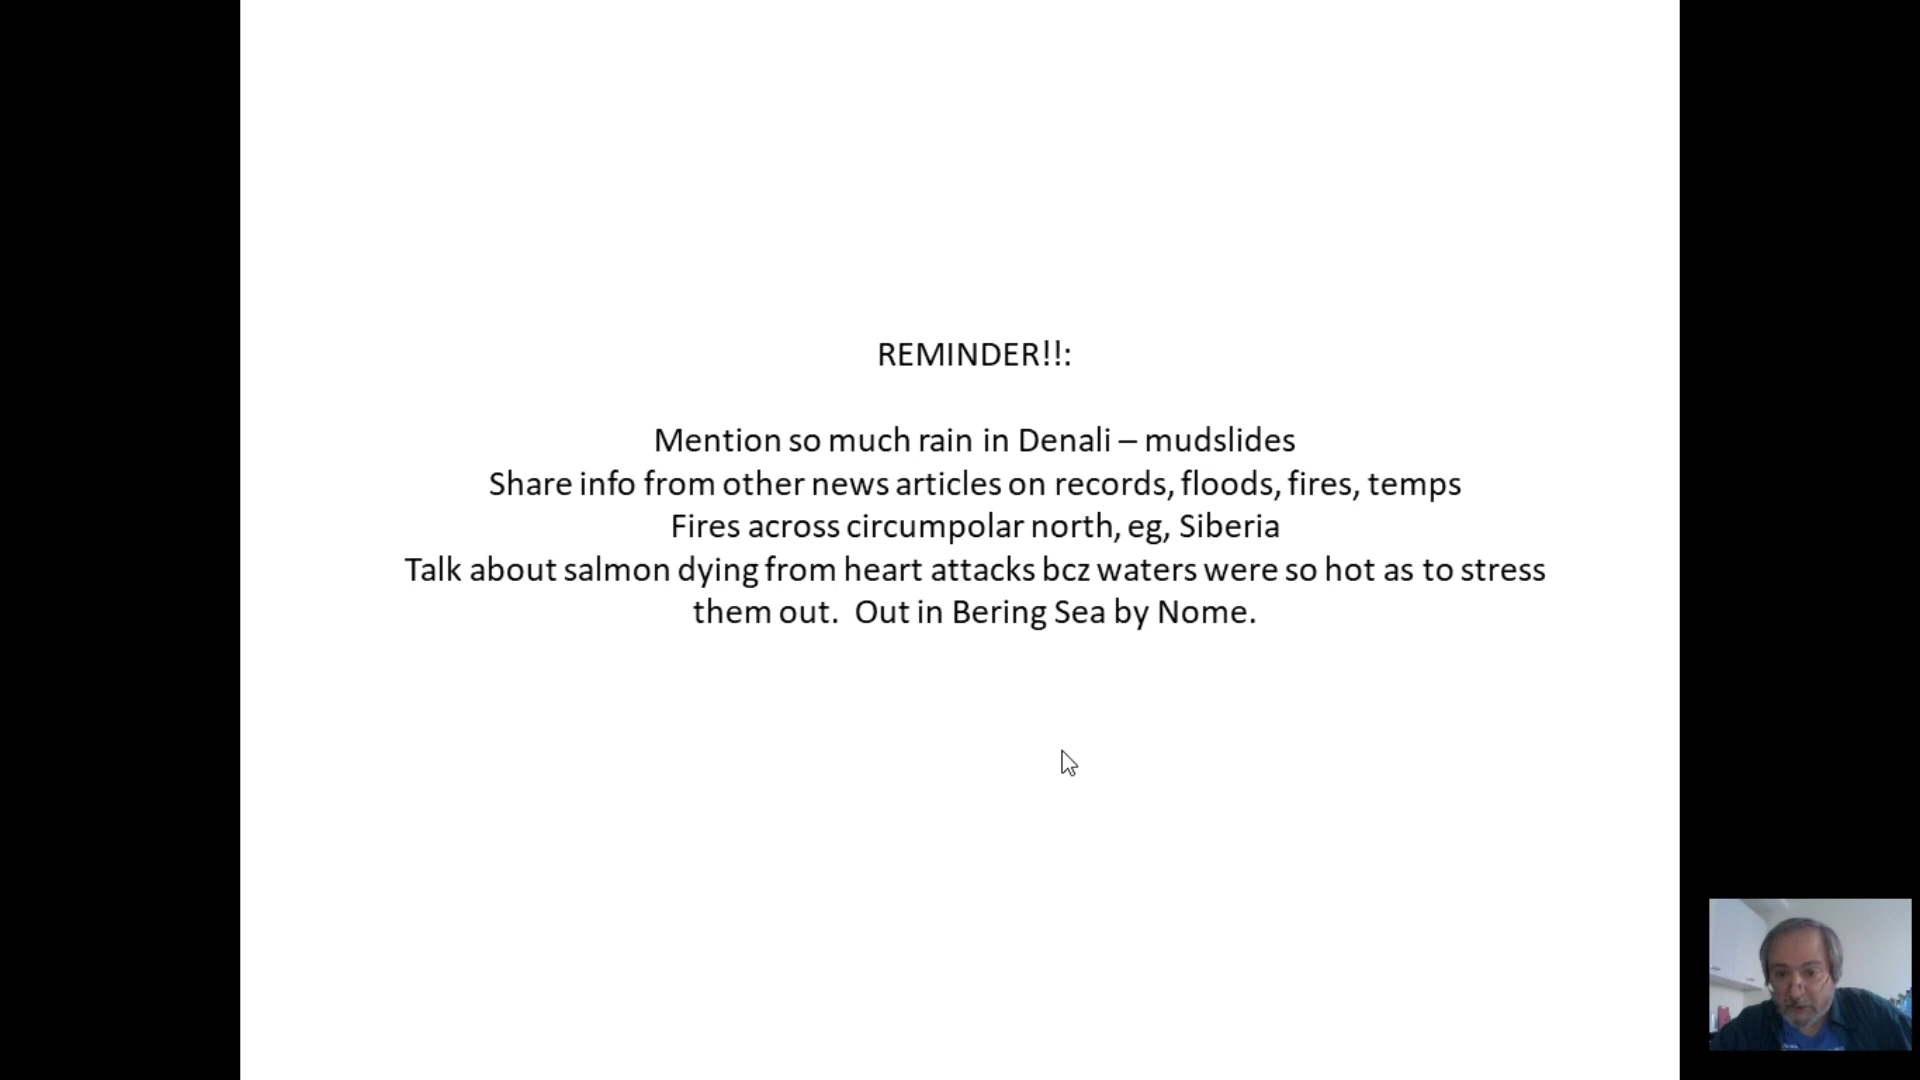 REMINDER!!:
Mention so much rain in Denali – mudslides
Share info from other news articles on records, floods, fires, temps
Fires across circumpolar north, eg, Siberia
Talk about salmon dying from heart attacks bcz waters were so hot as to stress
them out.  Out in Bering Sea by Nome.